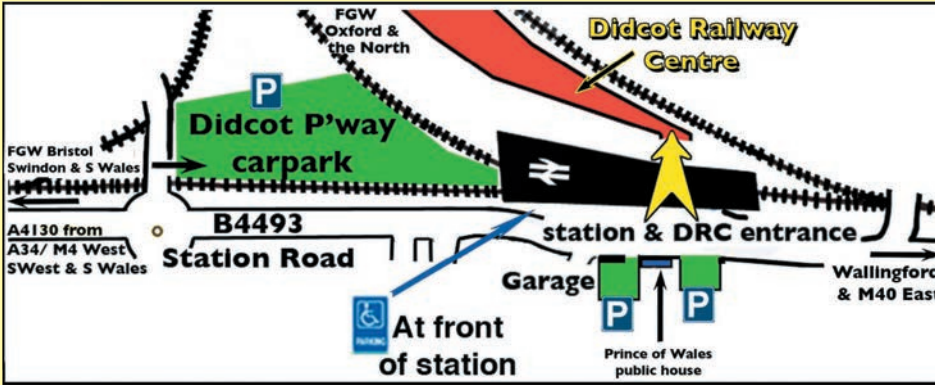 FGW
Oxford &
the North
Didcot Railway
Centre
P
Didcot P'way
carpark
FGW Bristol
Swindon & S Wales
A4130 from
A34/ M4 West
SWest & S Wales
B4493
Station Road
station & DRC entrance
Garage
Wallingford
& M40 East
P
P
PARKING
At front
of station
Prince of Wales
public house